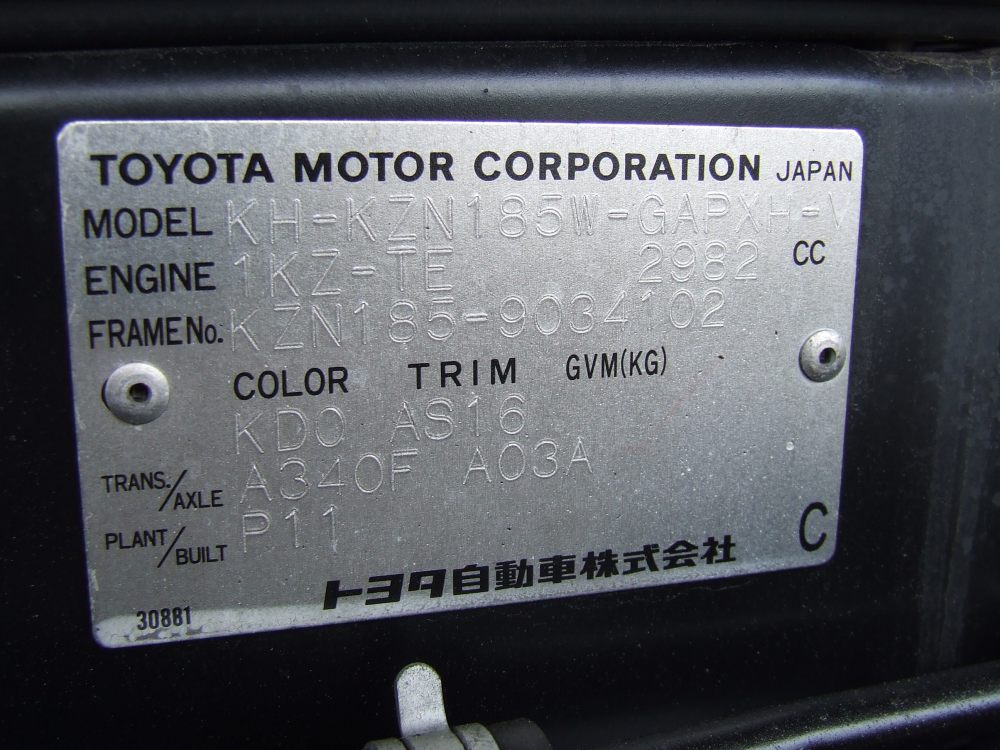 TOYOTA MOTOR CORPORATION JAPAN
MODEL KH-KZN185W-GAPXH-V
ENGINE 1KZ-TE 2982 CC
FRAME No. KZN185-9034102
COLOR TRIM GVM(KG)
KD0 AS16
TRANS./AXLE A340F A03A
PLANT/BUILT P11
C
トヨタ自動車株式会社
30881